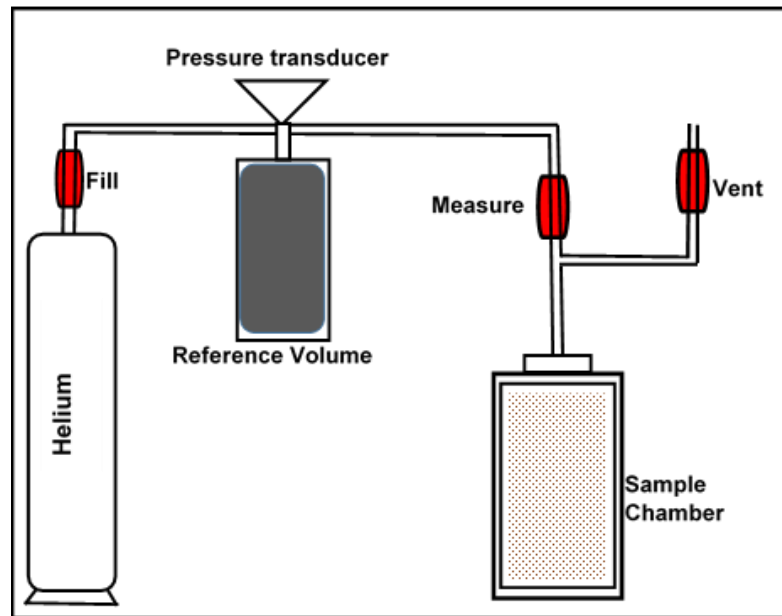 Pressure transducer
Fill
Measure
Vent
Reference Volume
Helium
Sample
Chamber